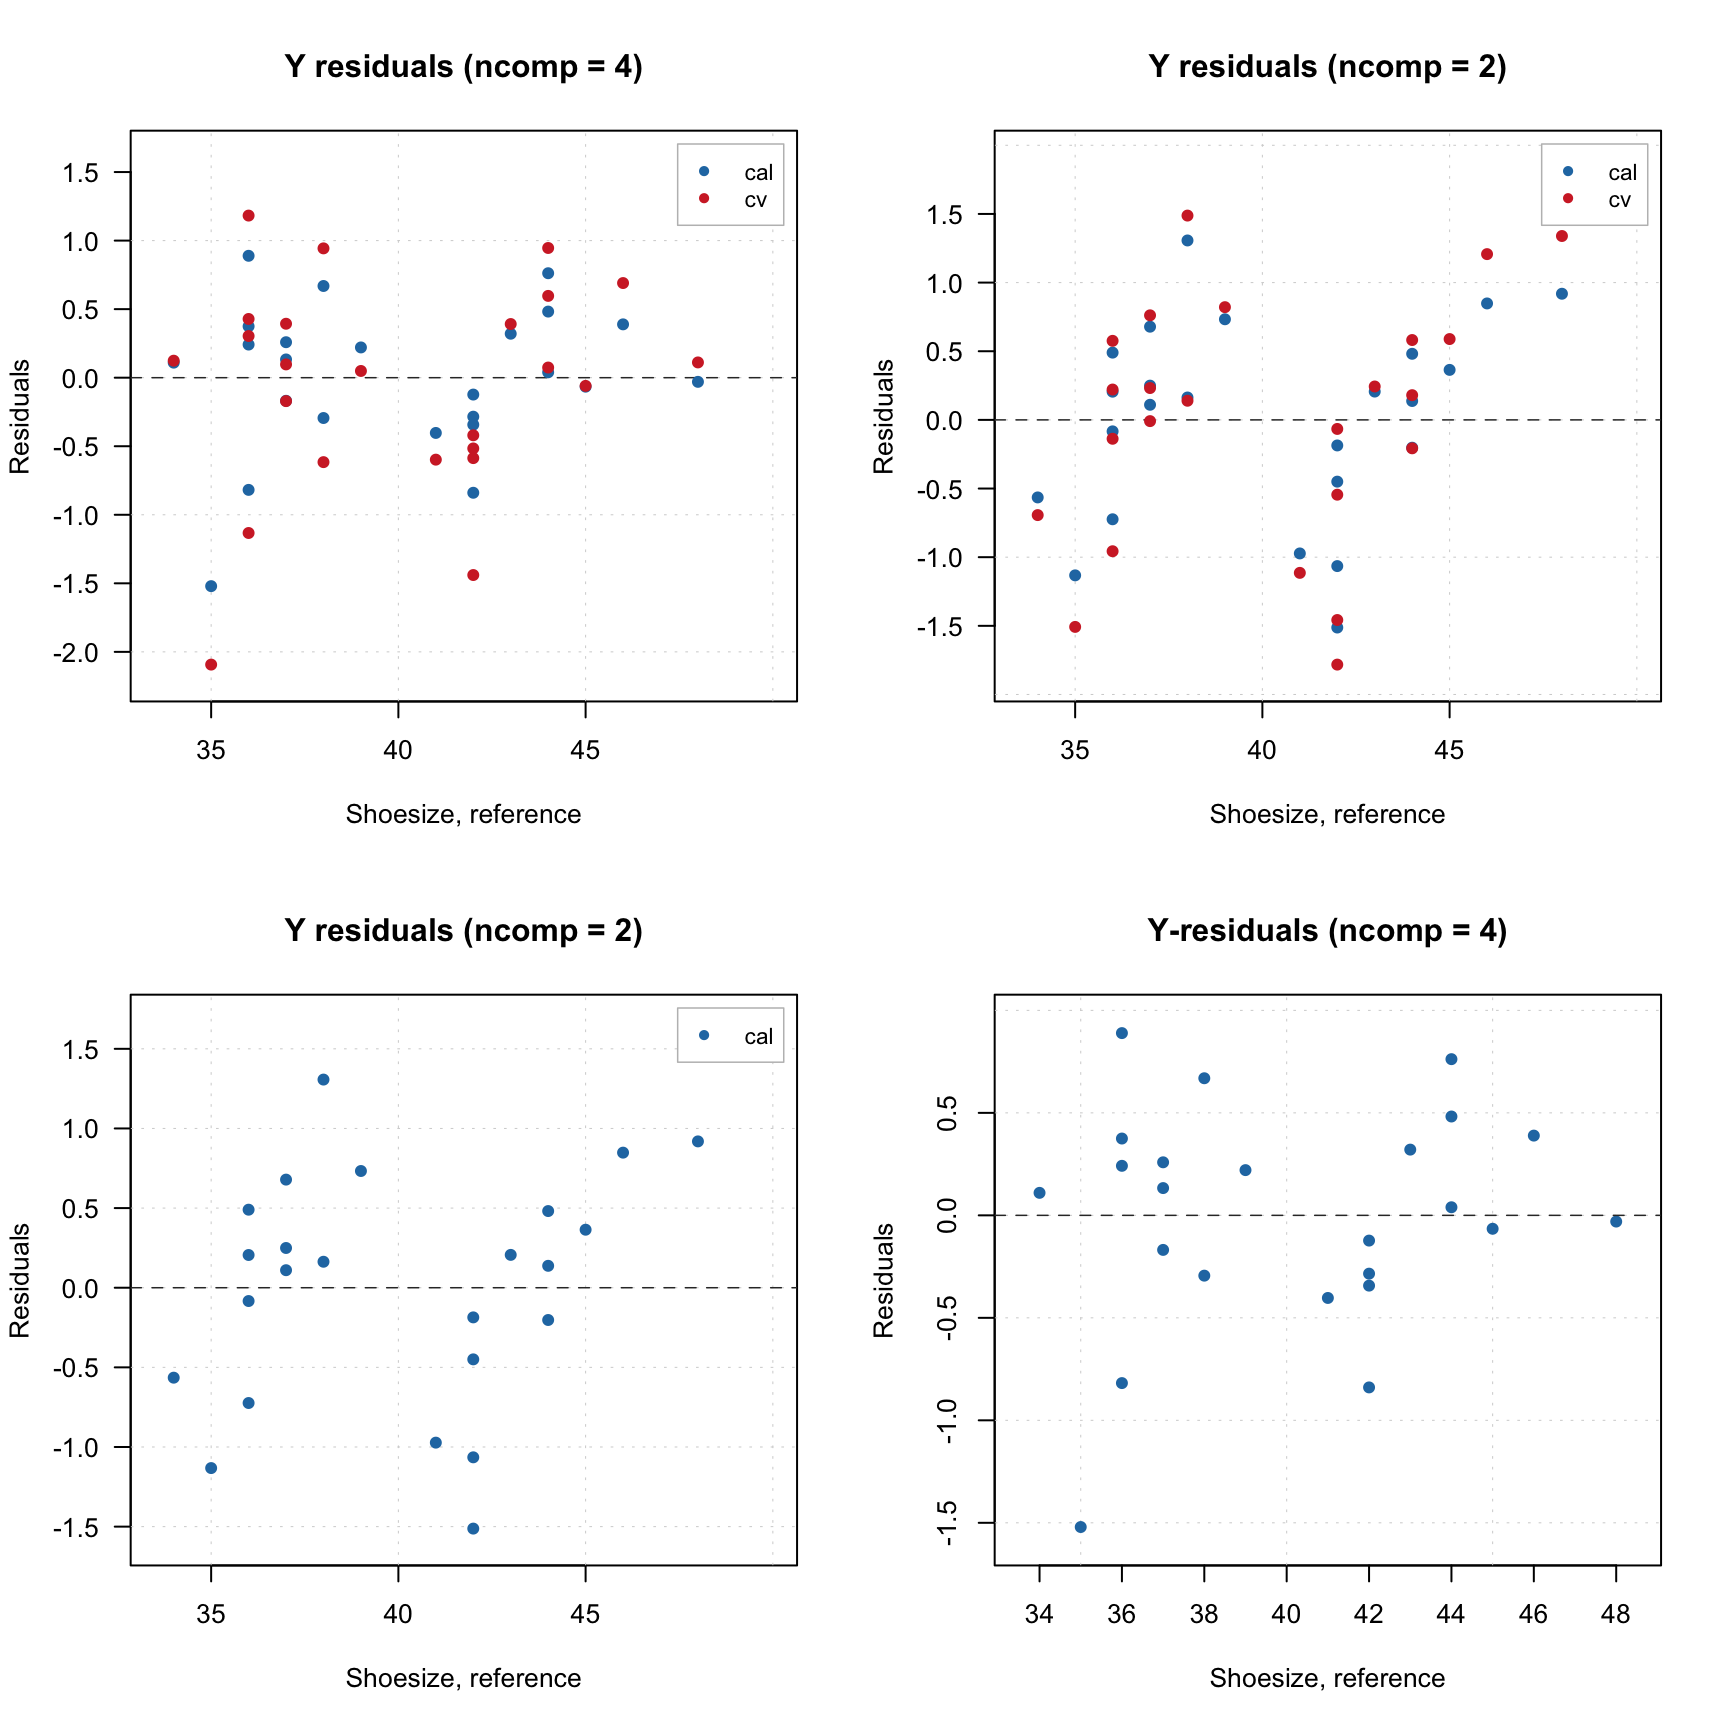 Y residuals (ncomp = 4)
cal
cv
1.5
1.0
0.5
0.0
-0.5
-1.0
-1.5
-2.0
Residuals
35 40 45
Shoesize, reference
Y residuals (ncomp = 2)
cal
cv
1.5
1.0
0.5
0.0
-0.5
-1.0
-1.5
Residuals
35 40 45
Shoesize, reference
Y residuals (ncomp = 2)
cal
1.5
1.0
0.5
0.0
-0.5
-1.0
-1.5
Residuals
35 40 45
Shoesize, reference
Y-residuals (ncomp = 4)
0.5
0.0
-0.5
-1.0
-1.5
Residuals
34 36 38 40 42 44 46 48
Shoesize, reference